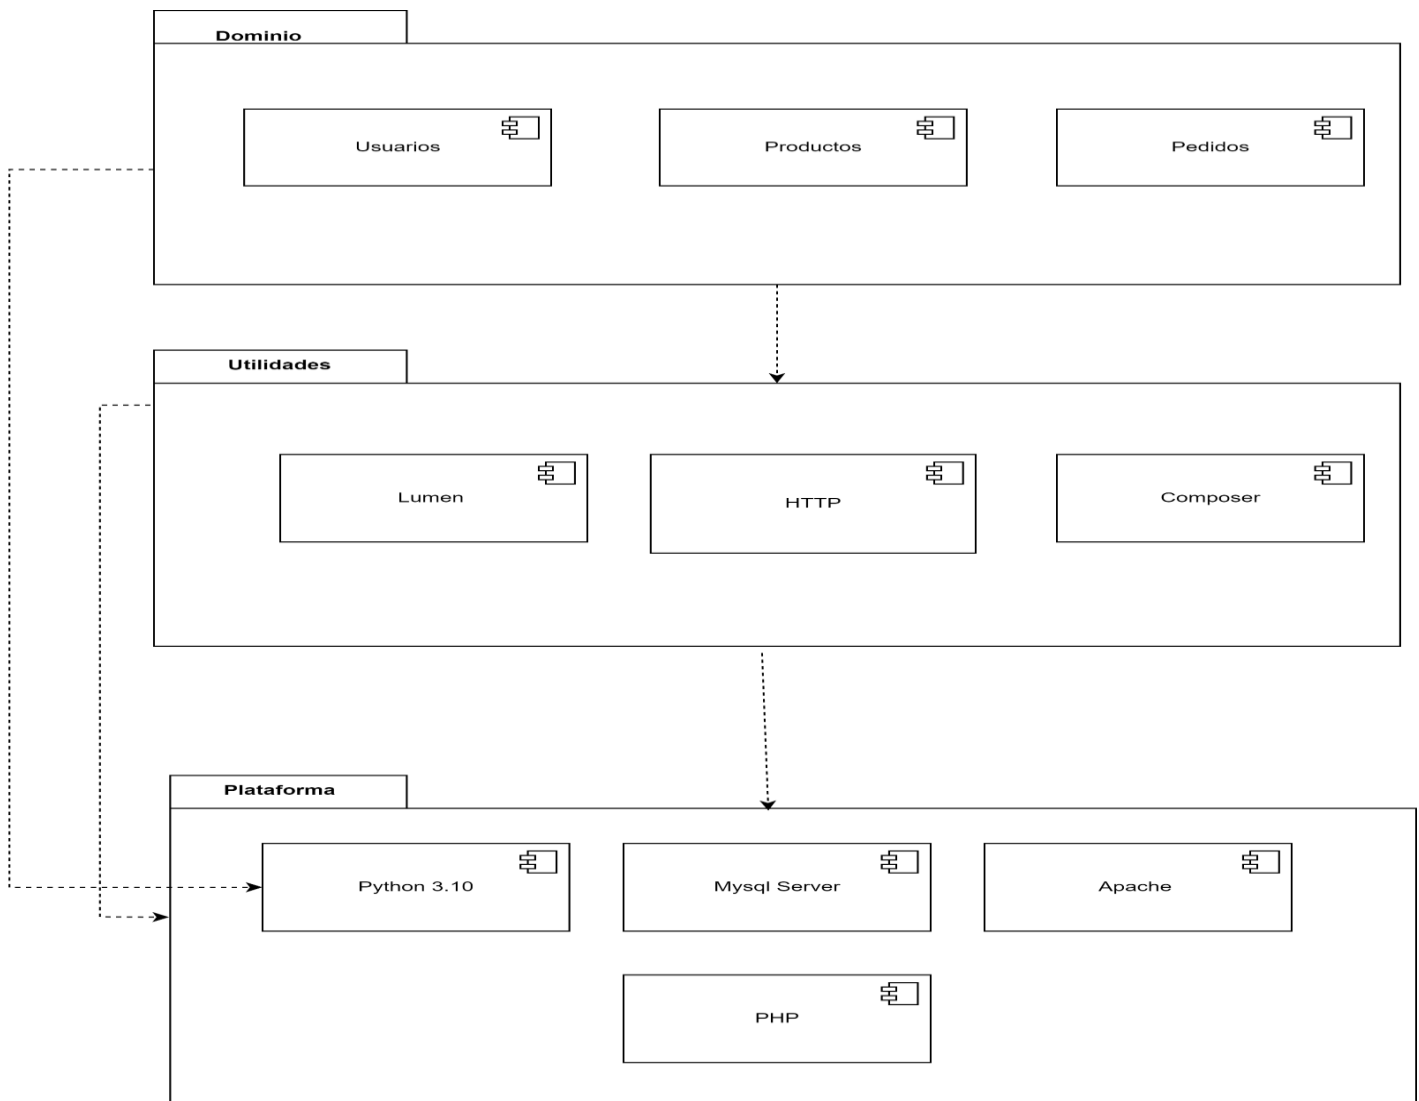 Dominio
Usuarios
Productos
Pedidos
Utilidades
Lumen
HTTP
Composer
Plataforma
Python 3.10
Mysql Server
Apache
PHP